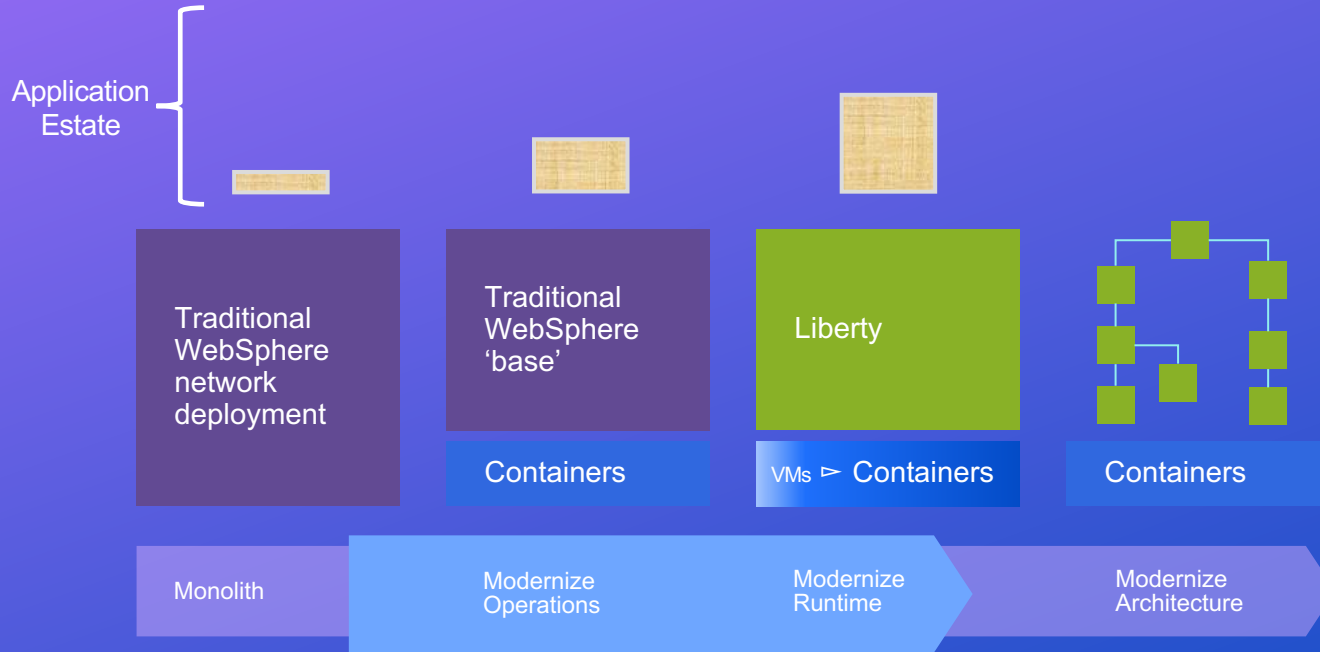 Application
Estate
Traditional
WebSphere
network
deployment
Traditional
WebSphere
‘base’
Liberty
Containers
VMs ➢ Containers
Containers
Monolith
Modernize
Operations
Modernize
Runtime
Modernize
Architecture